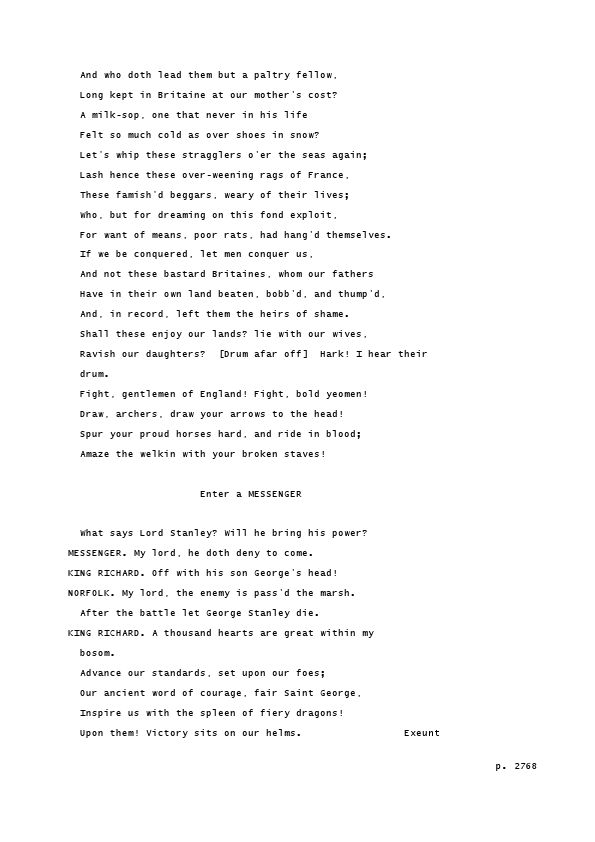 And who doth lead them but a paltry fellow,
Long kept in Britaine at our mother's cost?
A milk-sop, one that never in his life
Felt so much cold as over shoes in snow?
Let's whip these stragglers o'er the seas again;
Lash hence these over-weening rags of France,
These famish'd beggars, weary of their lives;
Who, but for dreaming on this fond exploit,
For want of means, poor rats, had hang'd themselves.
If we be conquered, let men conquer us,
And not these bastard Britaines, whom our fathers
Have in their own land beaten, bobb'd, and thump'd,
And, in record, left them the heirs of shame.
Shall these enjoy our lands? lie with our wives,
Ravish our daughters?  [Drum afar off]  Hark! I hear their
drum.
Fight, gentlemen of England! Fight, bold yeomen!
Draw, archers, draw your arrows to the head!
Spur your proud horses hard, and ride in blood;
Amaze the welkin with your broken staves!
Enter a MESSENGER
What says Lord Stanley? Will he bring his power?
MESSENGER. My lord, he doth deny to come.
KING RICHARD. Off with his son George's head!
NORFOLK. My lord, the enemy is pass'd the marsh.
After the battle let George Stanley die.
KING RICHARD. A thousand hearts are great within my
bosom.
Advance our standards, set upon our foes;
Our ancient word of courage, fair Saint George,
Inspire us with the spleen of fiery dragons!
Upon them! Victory sits on our helms.                 Exeunt
p. 2768